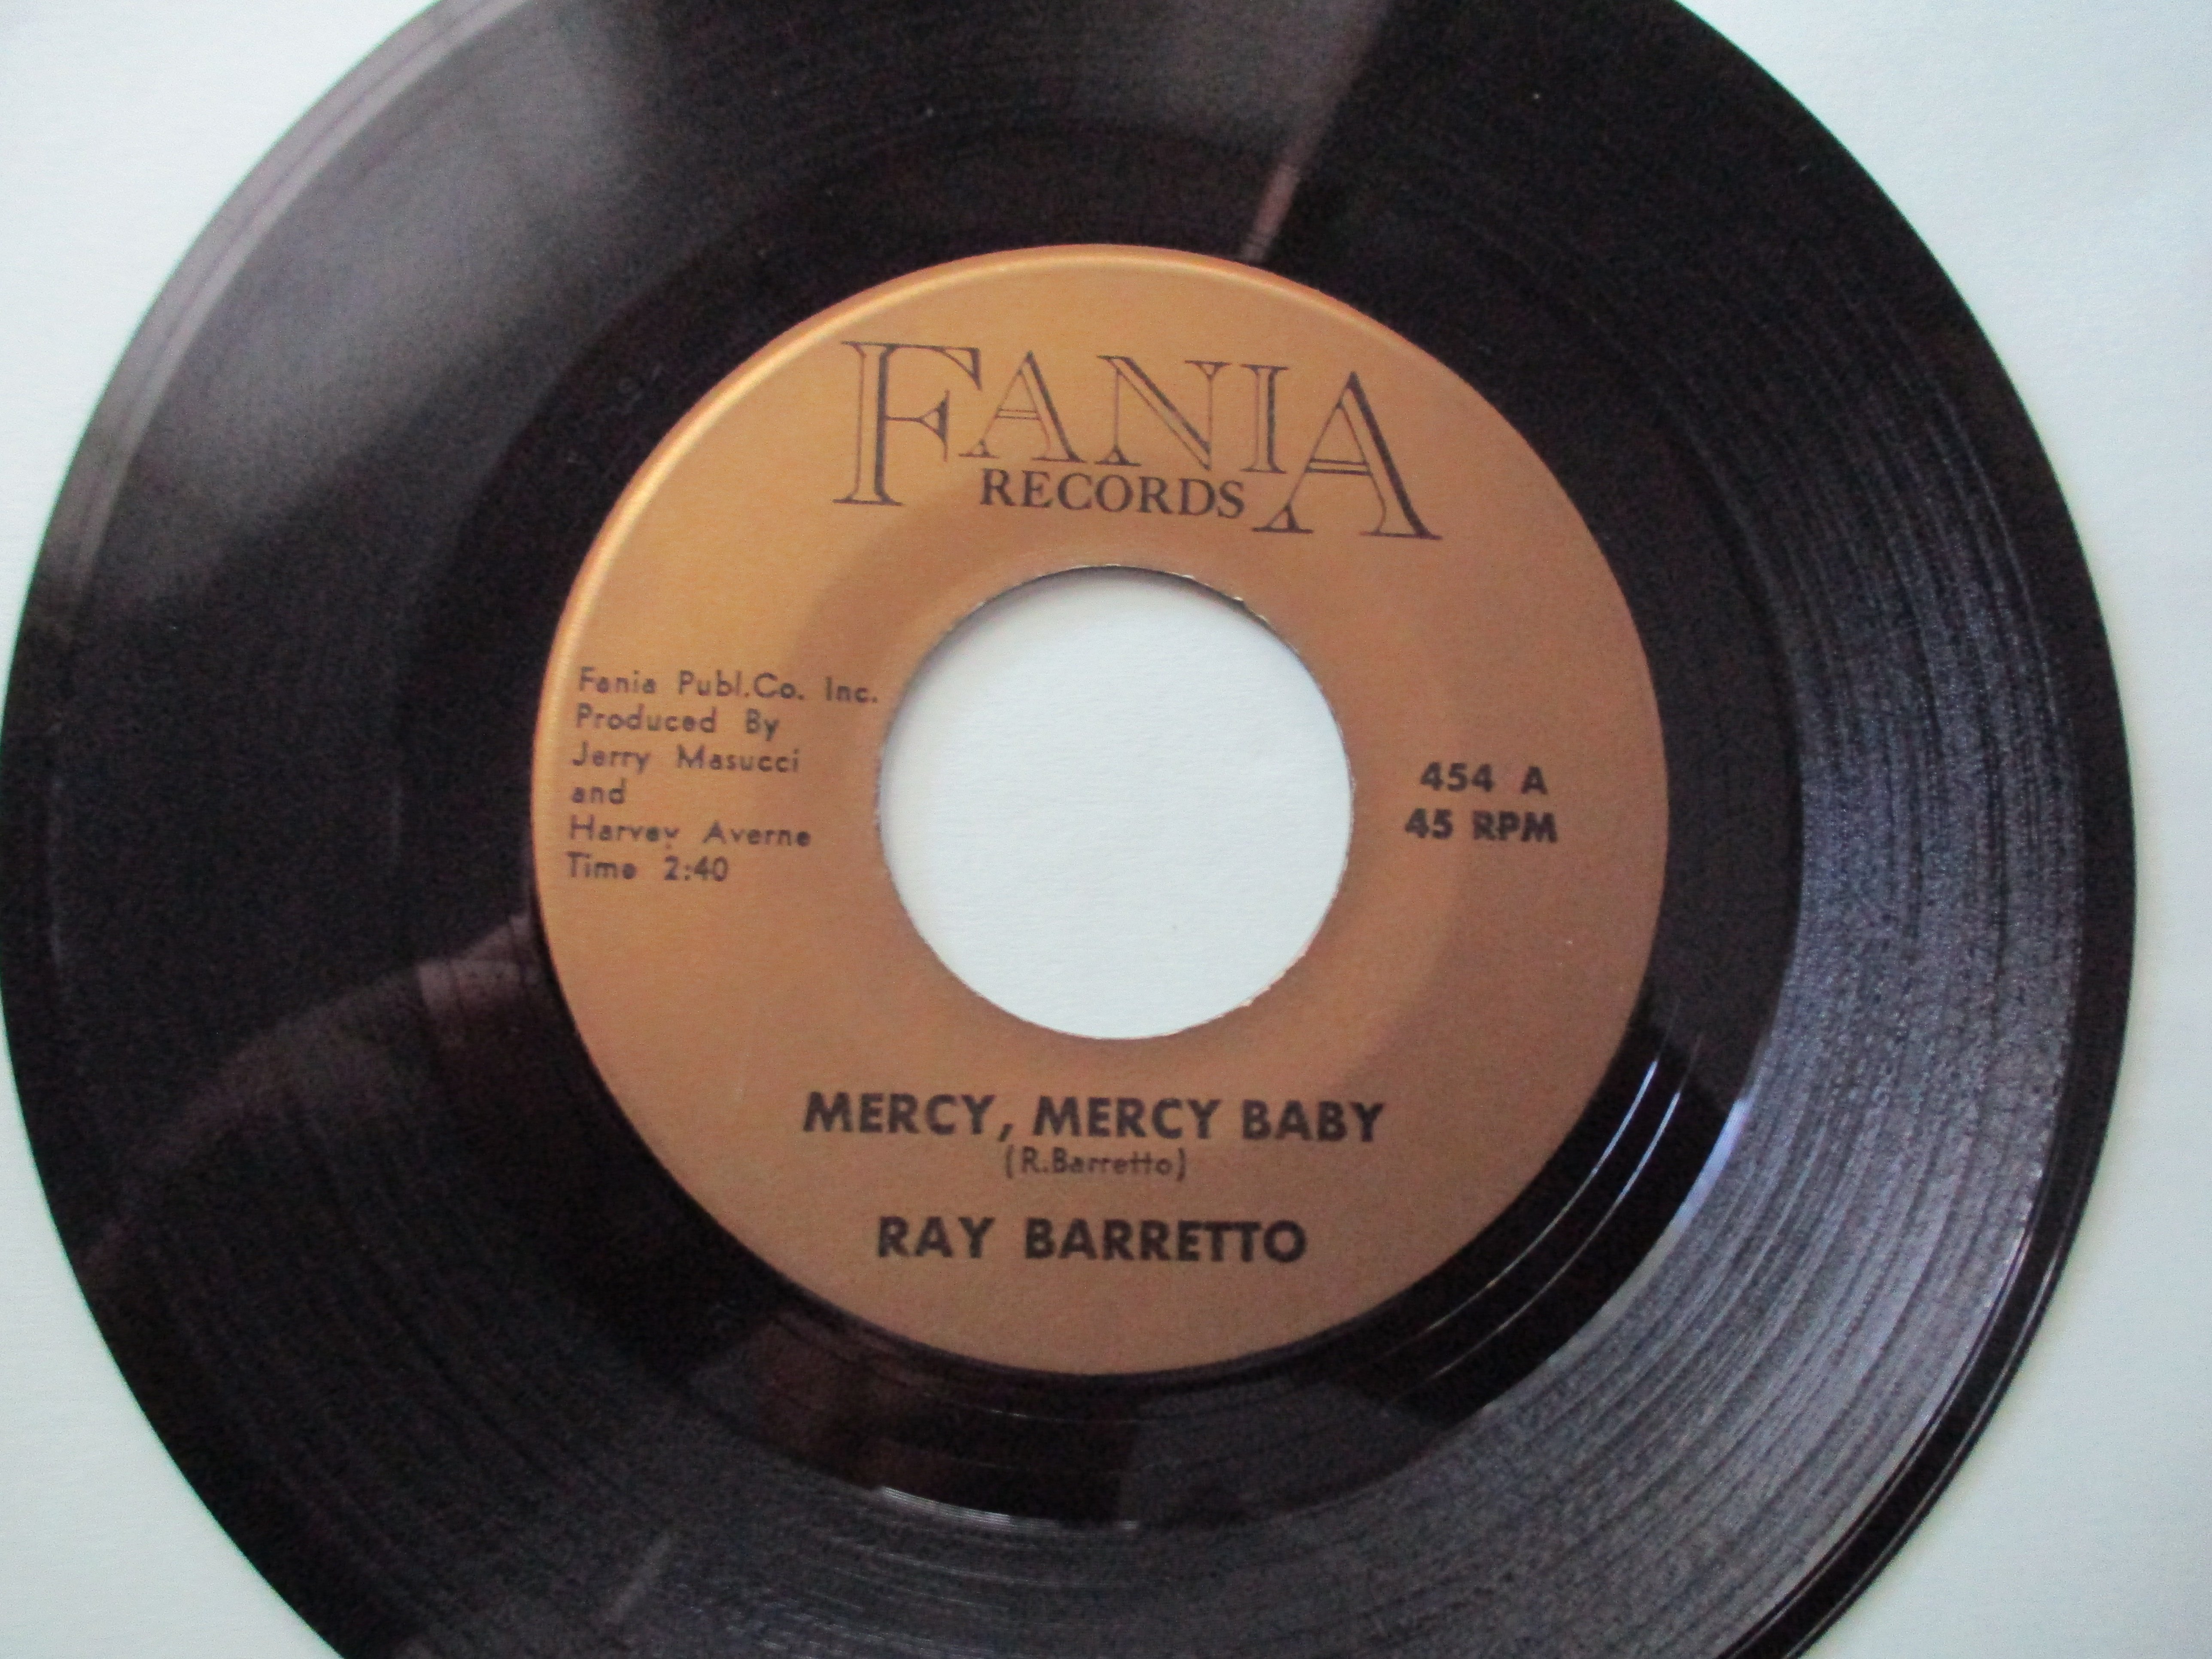 FANIA
RECORDS
Fania Publ.Co. Inc.
Produced By
Jerry Masucci
and
Harvey Averne
Time 2:40
454 A
45 RPM
MERCY, MERCY BABY
(R.Barretto)
RAY BARRETTO